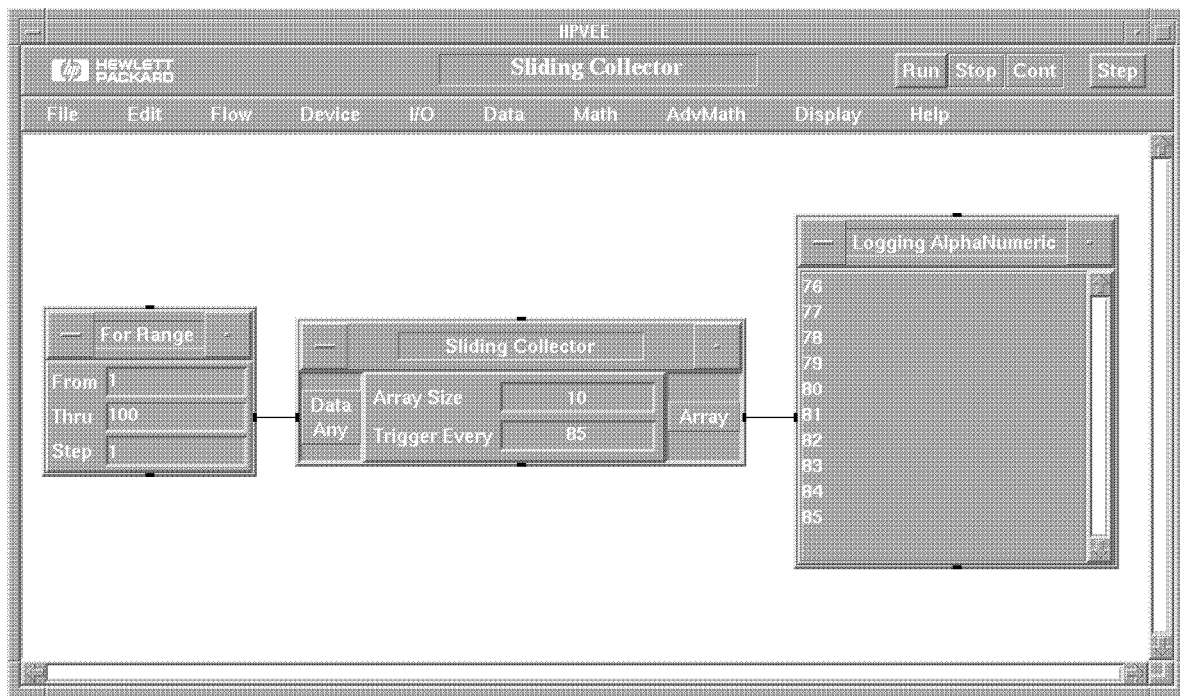 HPVEE
hp HEWLETT
PACKARD
Sliding Collector
Run Stop Cont Step
File Edit Flow Device I/O Data Math AdvMath Display Help
For Range
From 1
Thru 100
Step 1
Sliding Collector
Data
Any
Array Size 10
Trigger Every 85
Array
Logging AlphaNumeric
76
77
78
79
80
81
82
83
84
85